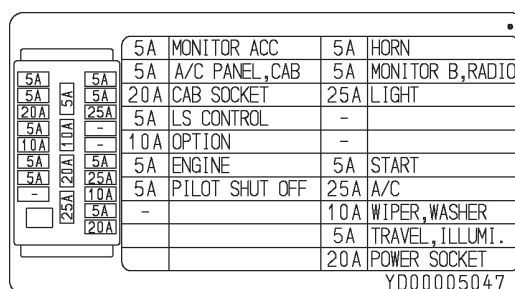 5A MONITOR ACC 5A HORN
5A A/C PANEL,CAB 5A MONITOR B,RADIO
20A CAB SOCKET 25A LIGHT
5A LS CONTROL -
10A OPTION -
5A ENGINE 5A START
5A PILOT SHUT OFF 25A A/C
- 10A WIPER,WASHER
5A TRAVEL,ILLUMI.
20A POWER SOCKET
5A
5A
20A
5A
10A
5A
5A
-
5A
10A
20A
25A
5A
5A
25A
-
-
5A
25A
10A
5A
20A
YD00005047